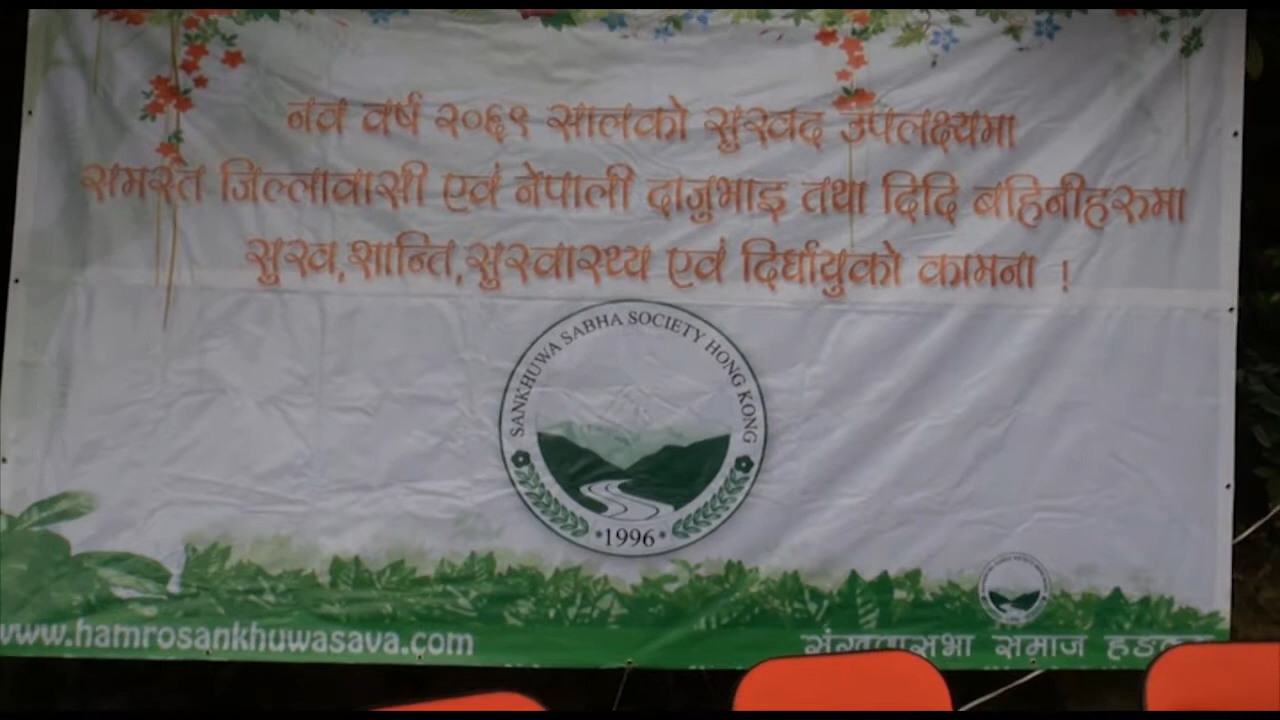 नव वर्ष २०६९ सालको सुखद उपलक्ष्यमा
समस्त जिल्लावासी एवं नेपाली दाजुभाइ तथा दिदि बहिनीहरुमा
सुख,शान्ति,सुस्वास्थ्य एवं दिर्घायुको कामना !
SANKHUWA SABHA SOCIETY HONG KONG
1996
www.hamrosankhuwasava.com
समाज